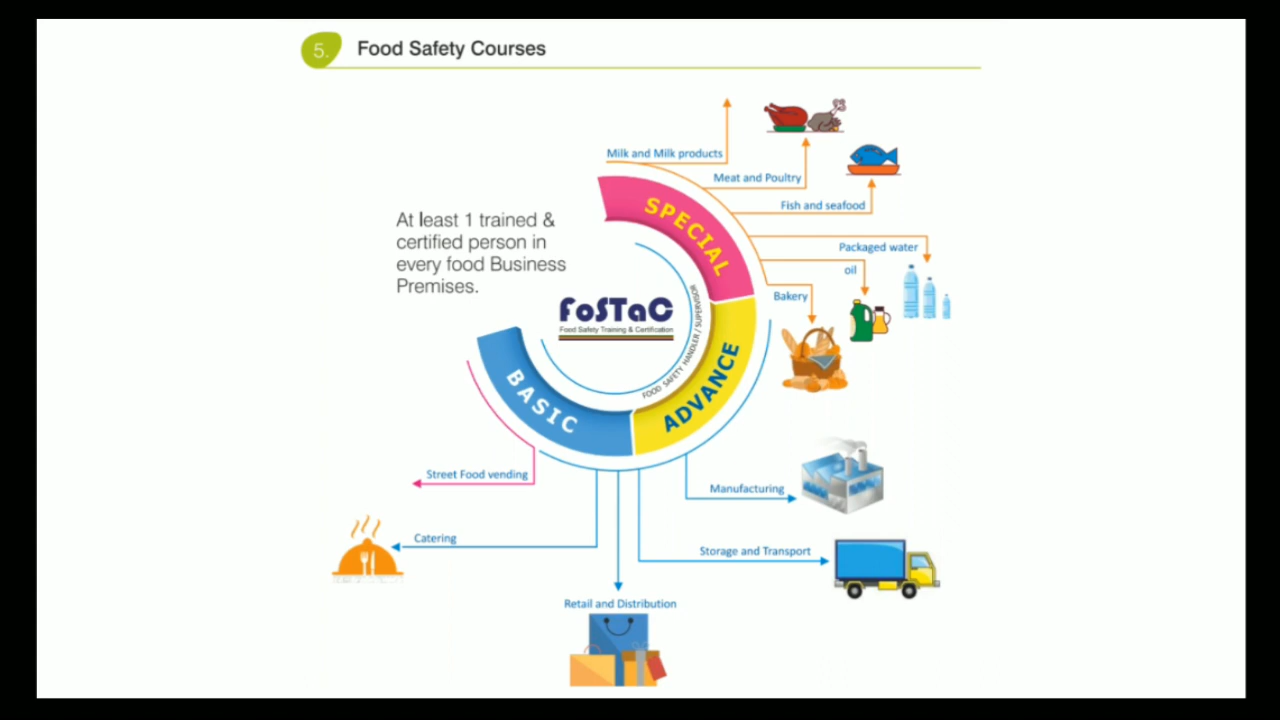 5. Food Safety Courses
Milk and Milk products
Meat and Poultry
Fish and seafood
Packaged water
oil
Bakery
At least 1 trained &
certified person in
every food Business
Premises.
SPECIAL
FoSTaC
Food Safety Training & Certification
FOOD SAFETY HANDLER / SUPERVISOR
ADVANCE
BASIC
Street Food vending
Manufacturing
Catering
Storage and Transport
Retail and Distribution